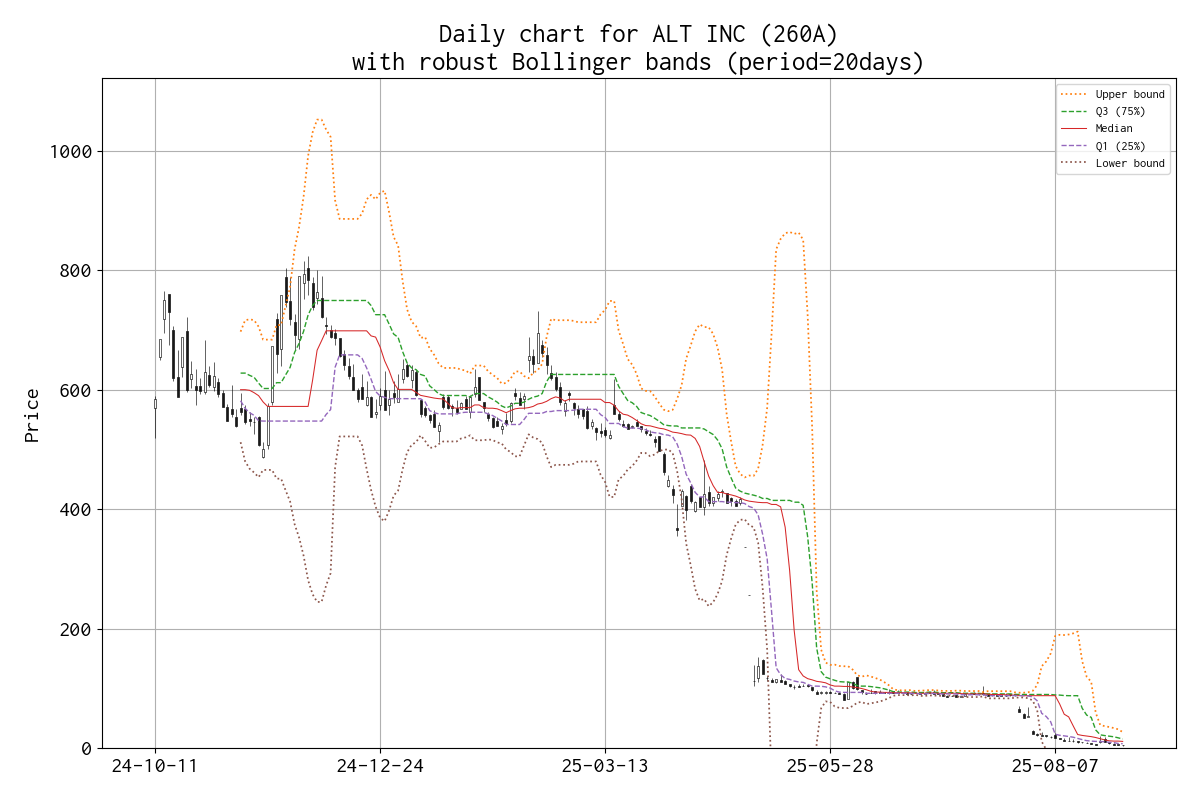 Daily chart for ALT INC (260A)
with robust Bollinger bands (period=20days)
Upper bound
Q3 (75%)
Median
Q1 (25%)
Lower bound
Price
1000
800
600
400
200
0
24-10-11
24-12-24
25-03-13
25-05-28
25-08-07